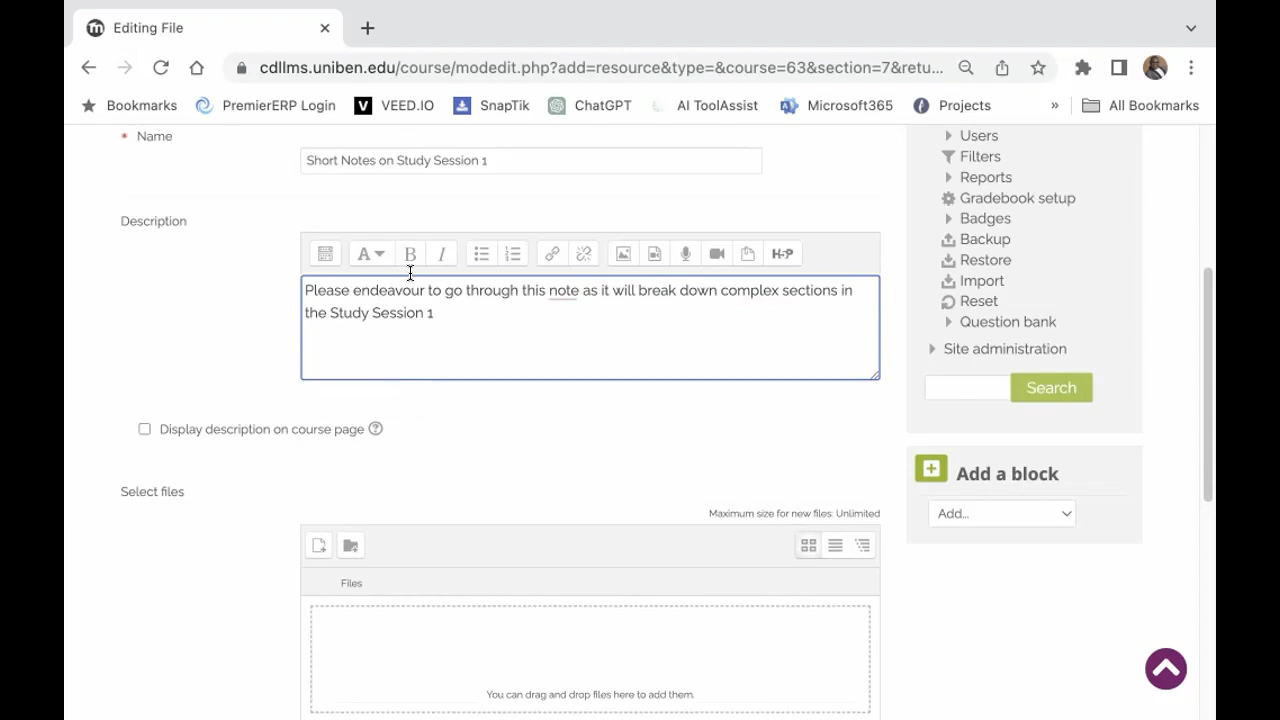 Editing File
cdllms.uniben.edu/course/modedit.php?add=resource&type=&course=63&section=7&retu...
Bookmarks PremierERP Login V VEED.IO SnapTik ChatGPT AI ToolAssist Microsoft365 Projects » All Bookmarks
* Name
Short Notes on Study Session 1
Description
A B I H-P
Please endeavour to go through this note as it will break down complex sections in
the Study Session 1
Display description on course page ?
Select files
Maximum size for new files: Unlimited
Files
You can drag and drop files here to add them.
Users
Filters
Reports
Gradebook setup
Badges
Backup
Restore
Import
Reset
Question bank
Site administration
Search
Add a block
Add...